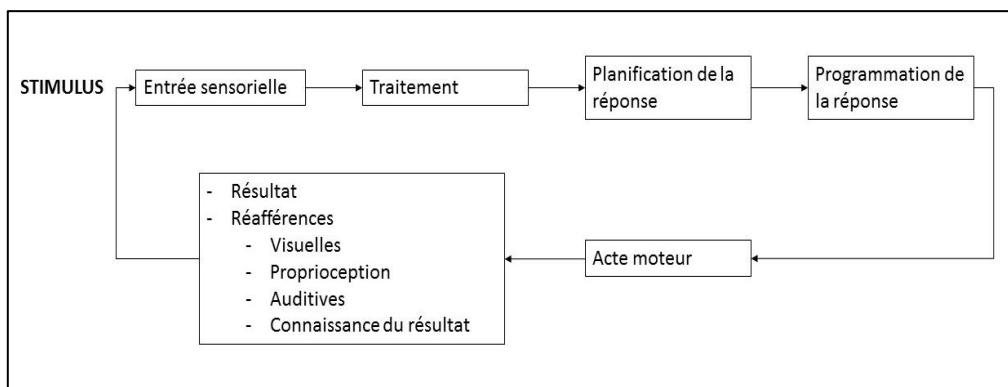 STIMULUS
Entrée sensorielle
Traitement
Planification de la
réponse
Programmation de
la réponse
- Résultat
- Réafférences
- Visuelles
- Proprioception
- Auditives
- Connaissance du résultat
Acte moteur